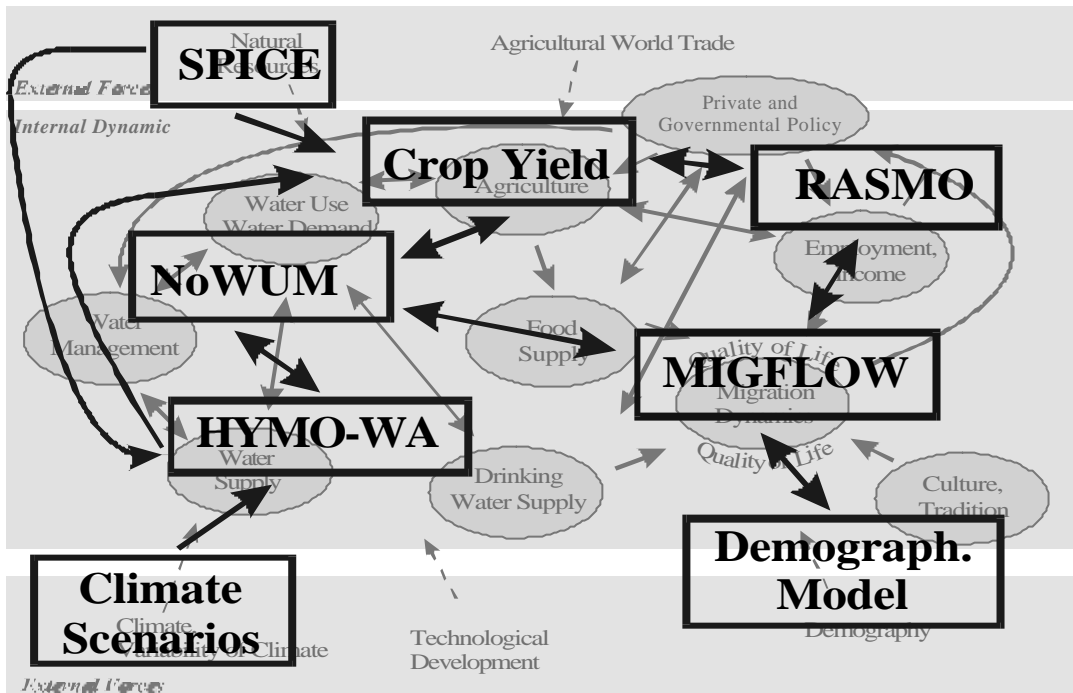 Natural
Resources
SPICE
Agricultural World Trade
External Forces
Internal Dynamic
Private and
Governmental Policy
Crop Yield
Agriculture
RASMO
Water Use
Water Demand
Employment,
Income
NoWUM
Water
Management
Food
Supply
Quality of Life
MIGFLOW
Migration
Dynamics
Quality of Life
HYMO-WA
Water
Supply
Drinking
Water Supply
Culture,
Tradition
Demograph.
Model
Demography
Climate
Scenarios
Climate,
Variability of Climate
Technological
Development
External Forces